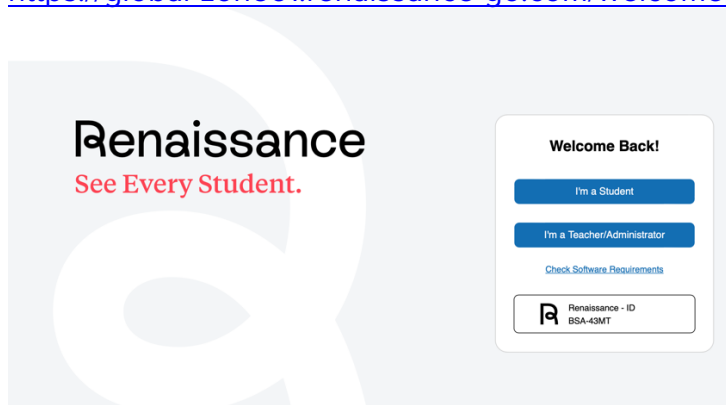 Renaissance
See Every Student.
Welcome Back!
I'm a Student
I'm a Teacher/Administrator
Check Software Requirements
Renaissance - ID
BSA-43MT